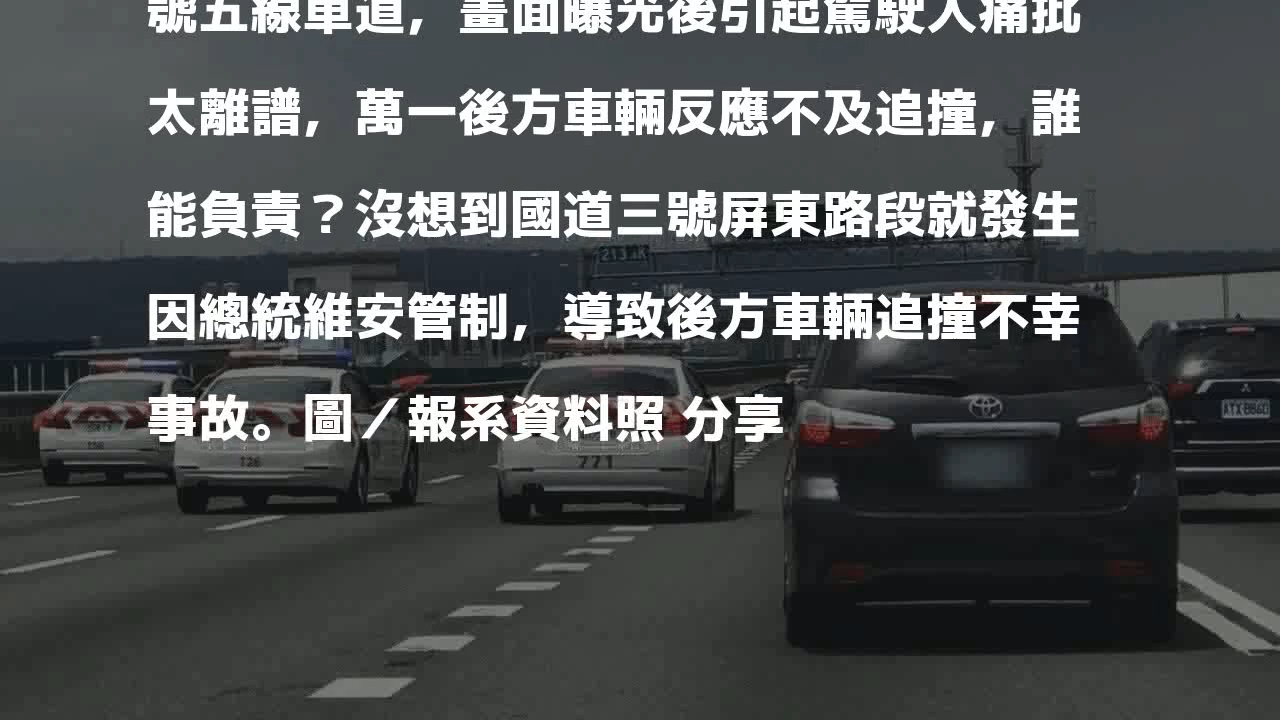 號五線車道，畫面曝光後引起駕駛人痛批
太離譜，萬一後方車輛反應不及追撞，誰
能負責？沒想到國道三號屏東路段就發生
213.1K
因總統維安管制，導致後方車輛追撞不幸
事故。圖／報系資料照 分享
771